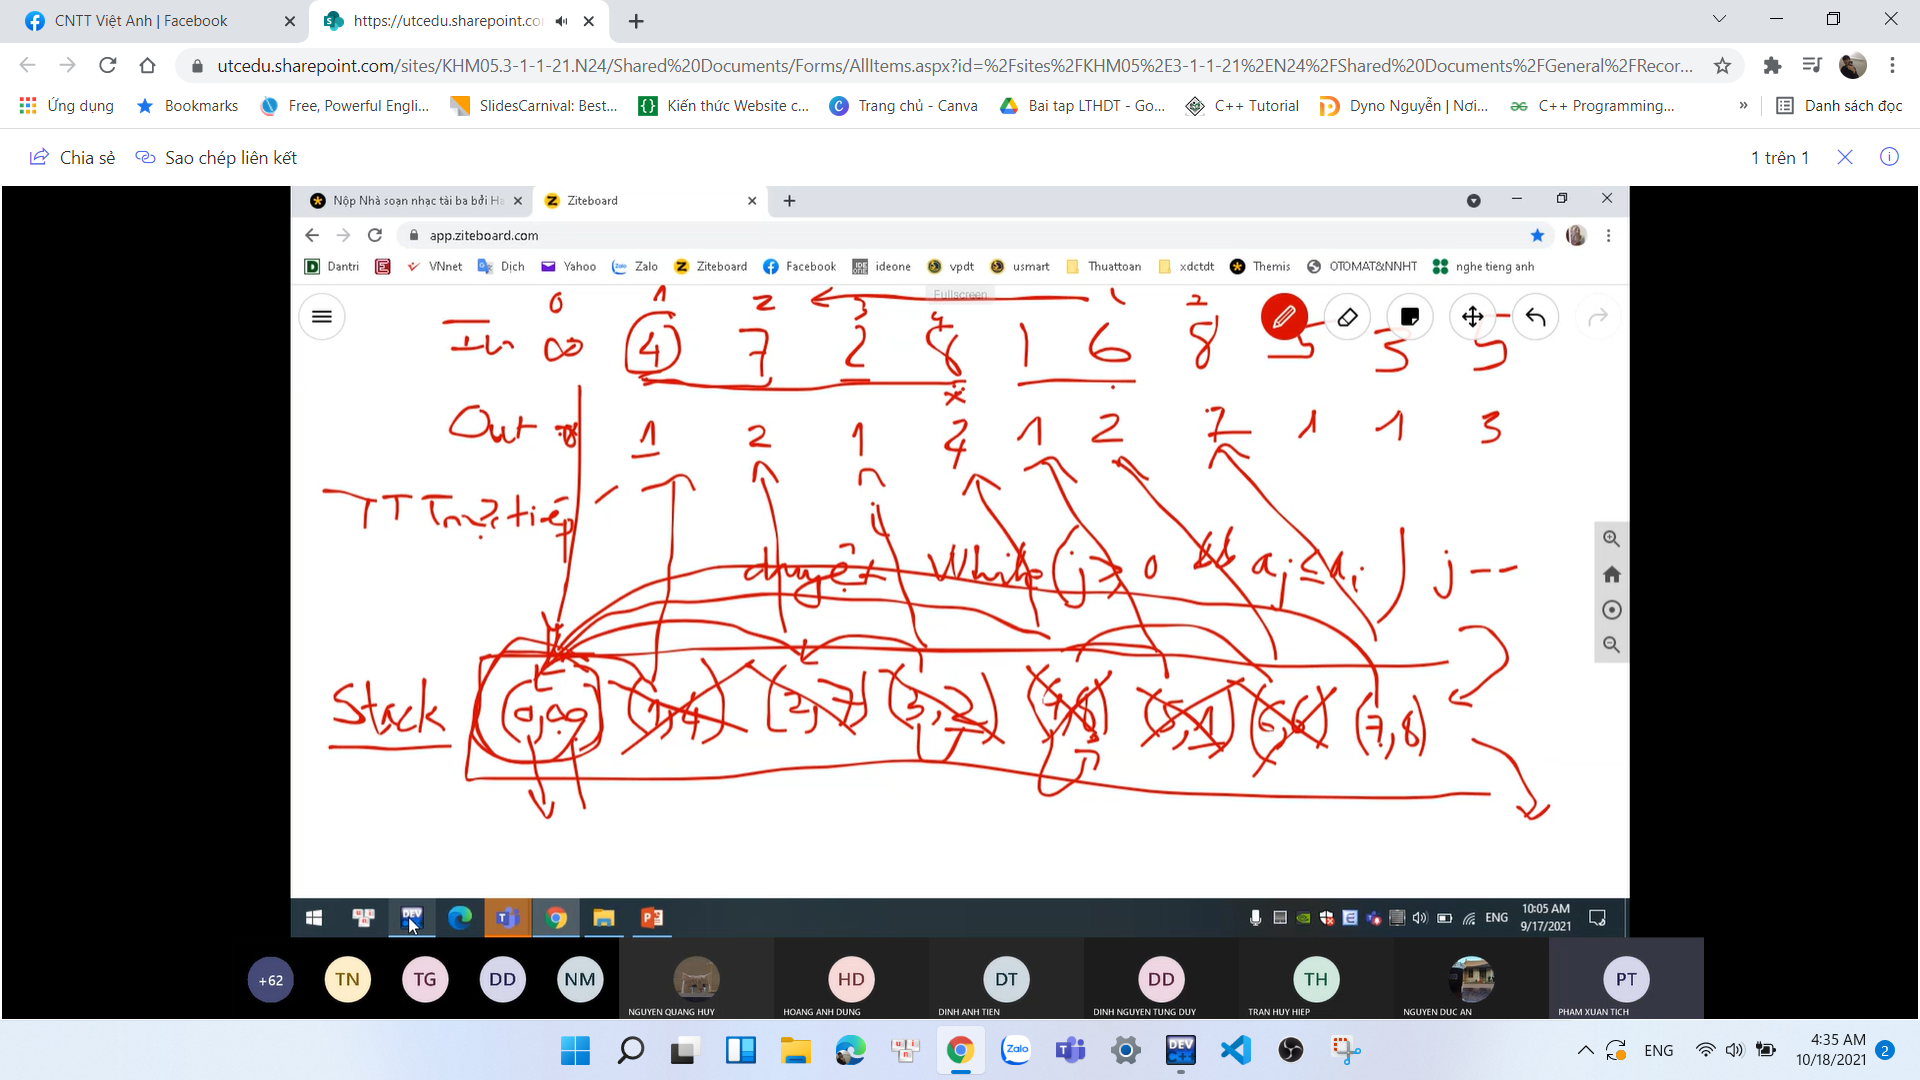 CNTT Việt Anh | Facebook
https://utcedu.sharepoint.co
utcedu.sharepoint.com/sites/KHM05.3-1-1-21.N24/Shared%20Documents/Forms/AllItems.aspx?id=%2Fsites%2FKHM05%2E3-1-1-21%2EN24%2FShared%20Documents%2FGeneral%2FRecor...
Ứng dụng Bookmarks Free, Powerful Engli... SlidesCarnival: Best... Kiến thức Website c... Trang chủ - Canva Bai tap LTHDT - Go... C++ Tutorial Dyno Nguyễn | Nơi... C++ Programming... » Danh sách đọc
Chia sẻ Sao chép liên kết 1 trên 1
Nộp Nhà soạn nhạc tài ba bởi Ha Ziteboard
app.ziteboard.com
Dantri VNnet Dịch Yahoo Zalo Ziteboard Facebook ideone vpdt usmart Thuattoan xdctdt Themis OTOMAT&NNHT nghe tieng anh
Fullscreen
0 1 2 3 4 i 2
In ∞ 4 7 2 8 1 6 8 5 5
Out 1 2 1 4 1 2 7 1 1 3
TT Trực tiếp
duyệt While (j > 0 && aj ≤ ai) j--
Stack (0,∞) (1,4) (2,7) (3,2) (4,8) (5,1) (6,6) (7,8)
ENG 10:05 AM
9/17/2021
+62 TN TG DD NM HD DT DD TH PT
NGUYEN QUANG HUY HOANG ANH DUNG DINH ANH TIEN DINH NGUYEN TUNG DUY TRAN HUY HIEP NGUYEN DUC AN PHAM XUAN TICH
Zalo DEV C++ ENG 4:35 AM 2
10/18/2021